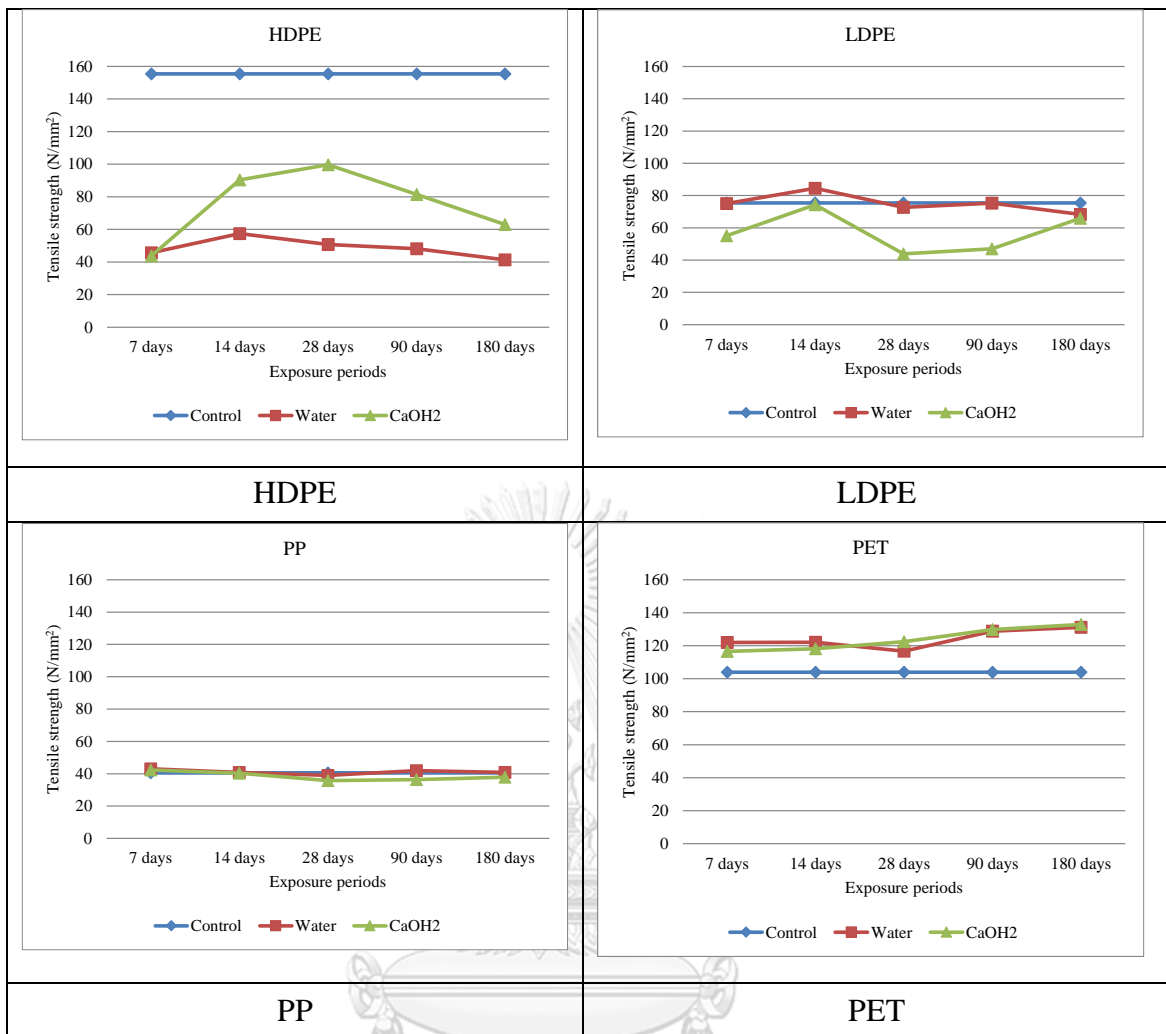 HDPE
Tensile strength (N/mm²)
160
140
120
100
80
60
40
20
0
7 days 14 days 28 days 90 days 180 days
Exposure periods
Control Water CaOH2
LDPE
Tensile strength (N/mm²)
160
140
120
100
80
60
40
20
0
7 days 14 days 28 days 90 days 180 days
Exposure periods
Control Water CaOH2
HDPE LDPE
PP
Tensile strength (N/mm²)
160
140
120
100
80
60
40
20
0
7 days 14 days 28 days 90 days 180 days
Exposure periods
Control Water CaOH2
PET
Tensile strength (N/mm²)
160
140
120
100
80
60
40
20
0
7 days 14 days 28 days 90 days 180 days
Exposure periods
Control Water CaOH2
PP PET